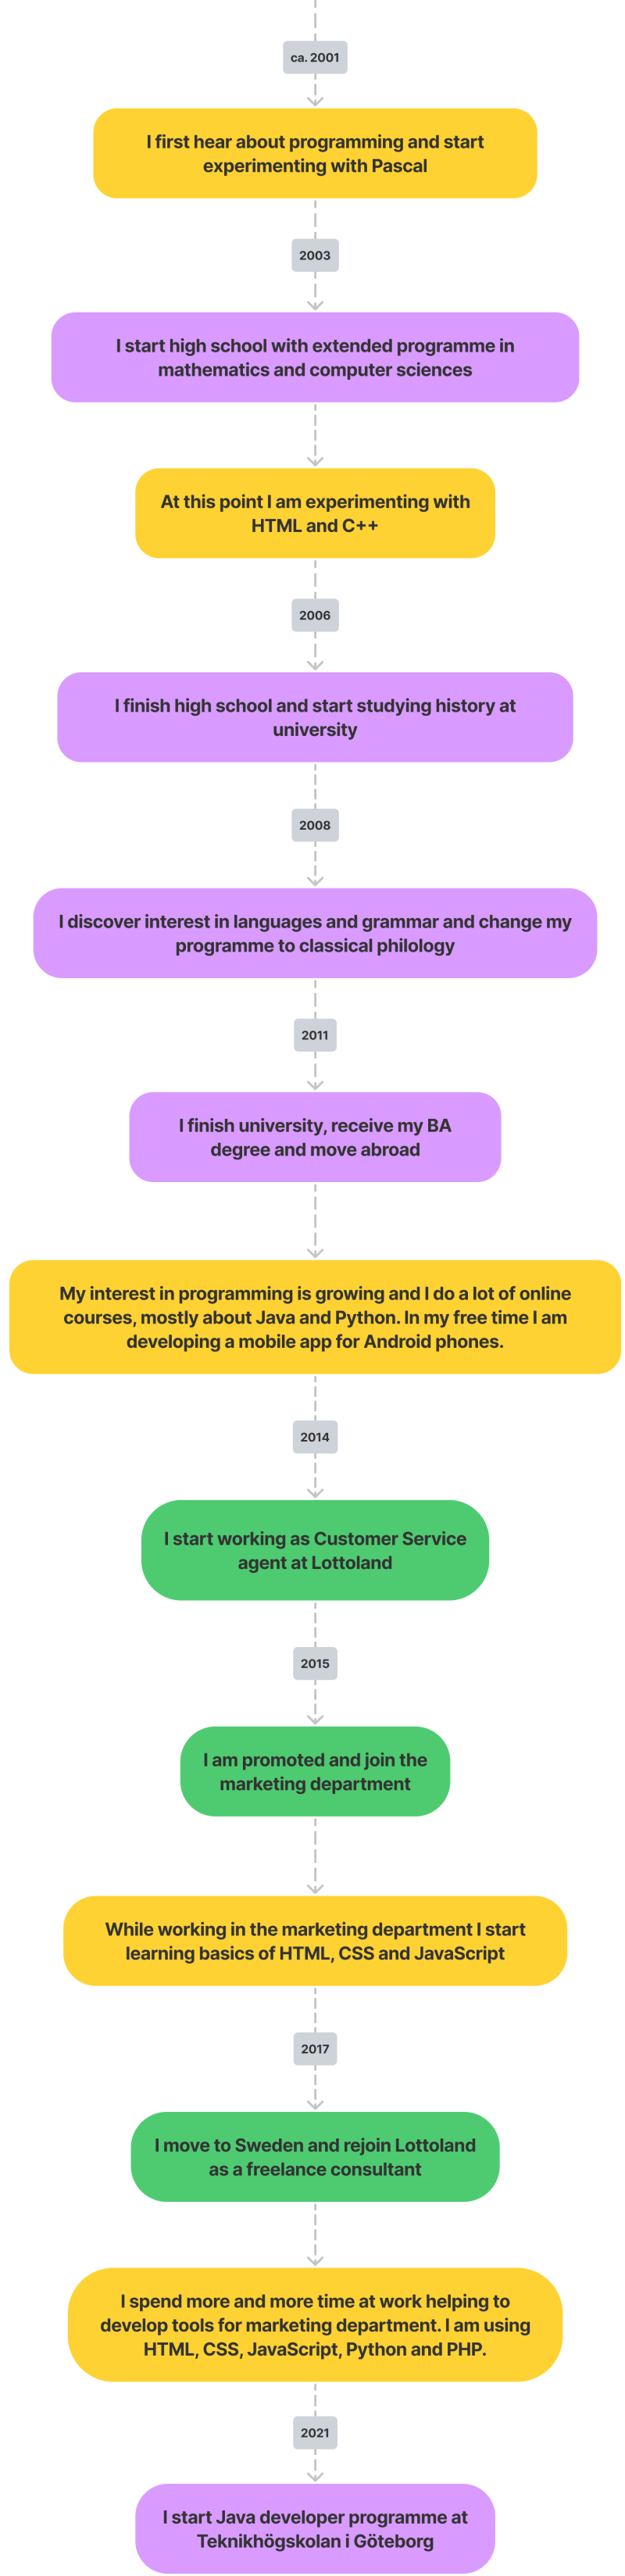 ca. 2001
I first hear about programming and start
experimenting with Pascal
2003
I start high school with extended programme in
mathematics and computer sciences
At this point I am experimenting with
HTML and C++
2006
I finish high school and start studying history at
university
2008
I discover interest in languages and grammar and change my
programme to classical philology
2011
I finish university, receive my BA
degree and move abroad
My interest in programming is growing and I do a lot of online
courses, mostly about Java and Python. In my free time I am
developing a mobile app for Android phones.
2014
I start working as Customer Service
agent at Lottoland
2015
I am promoted and join the
marketing department
While working in the marketing department I start
learning basics of HTML, CSS and JavaScript
2017
I move to Sweden and rejoin Lottoland
as a freelance consultant
I spend more and more time at work helping to
develop tools for marketing department. I am using
HTML, CSS, JavaScript, Python and PHP.
2021
I start Java developer programme at
Teknikhögskolan i Göteborg